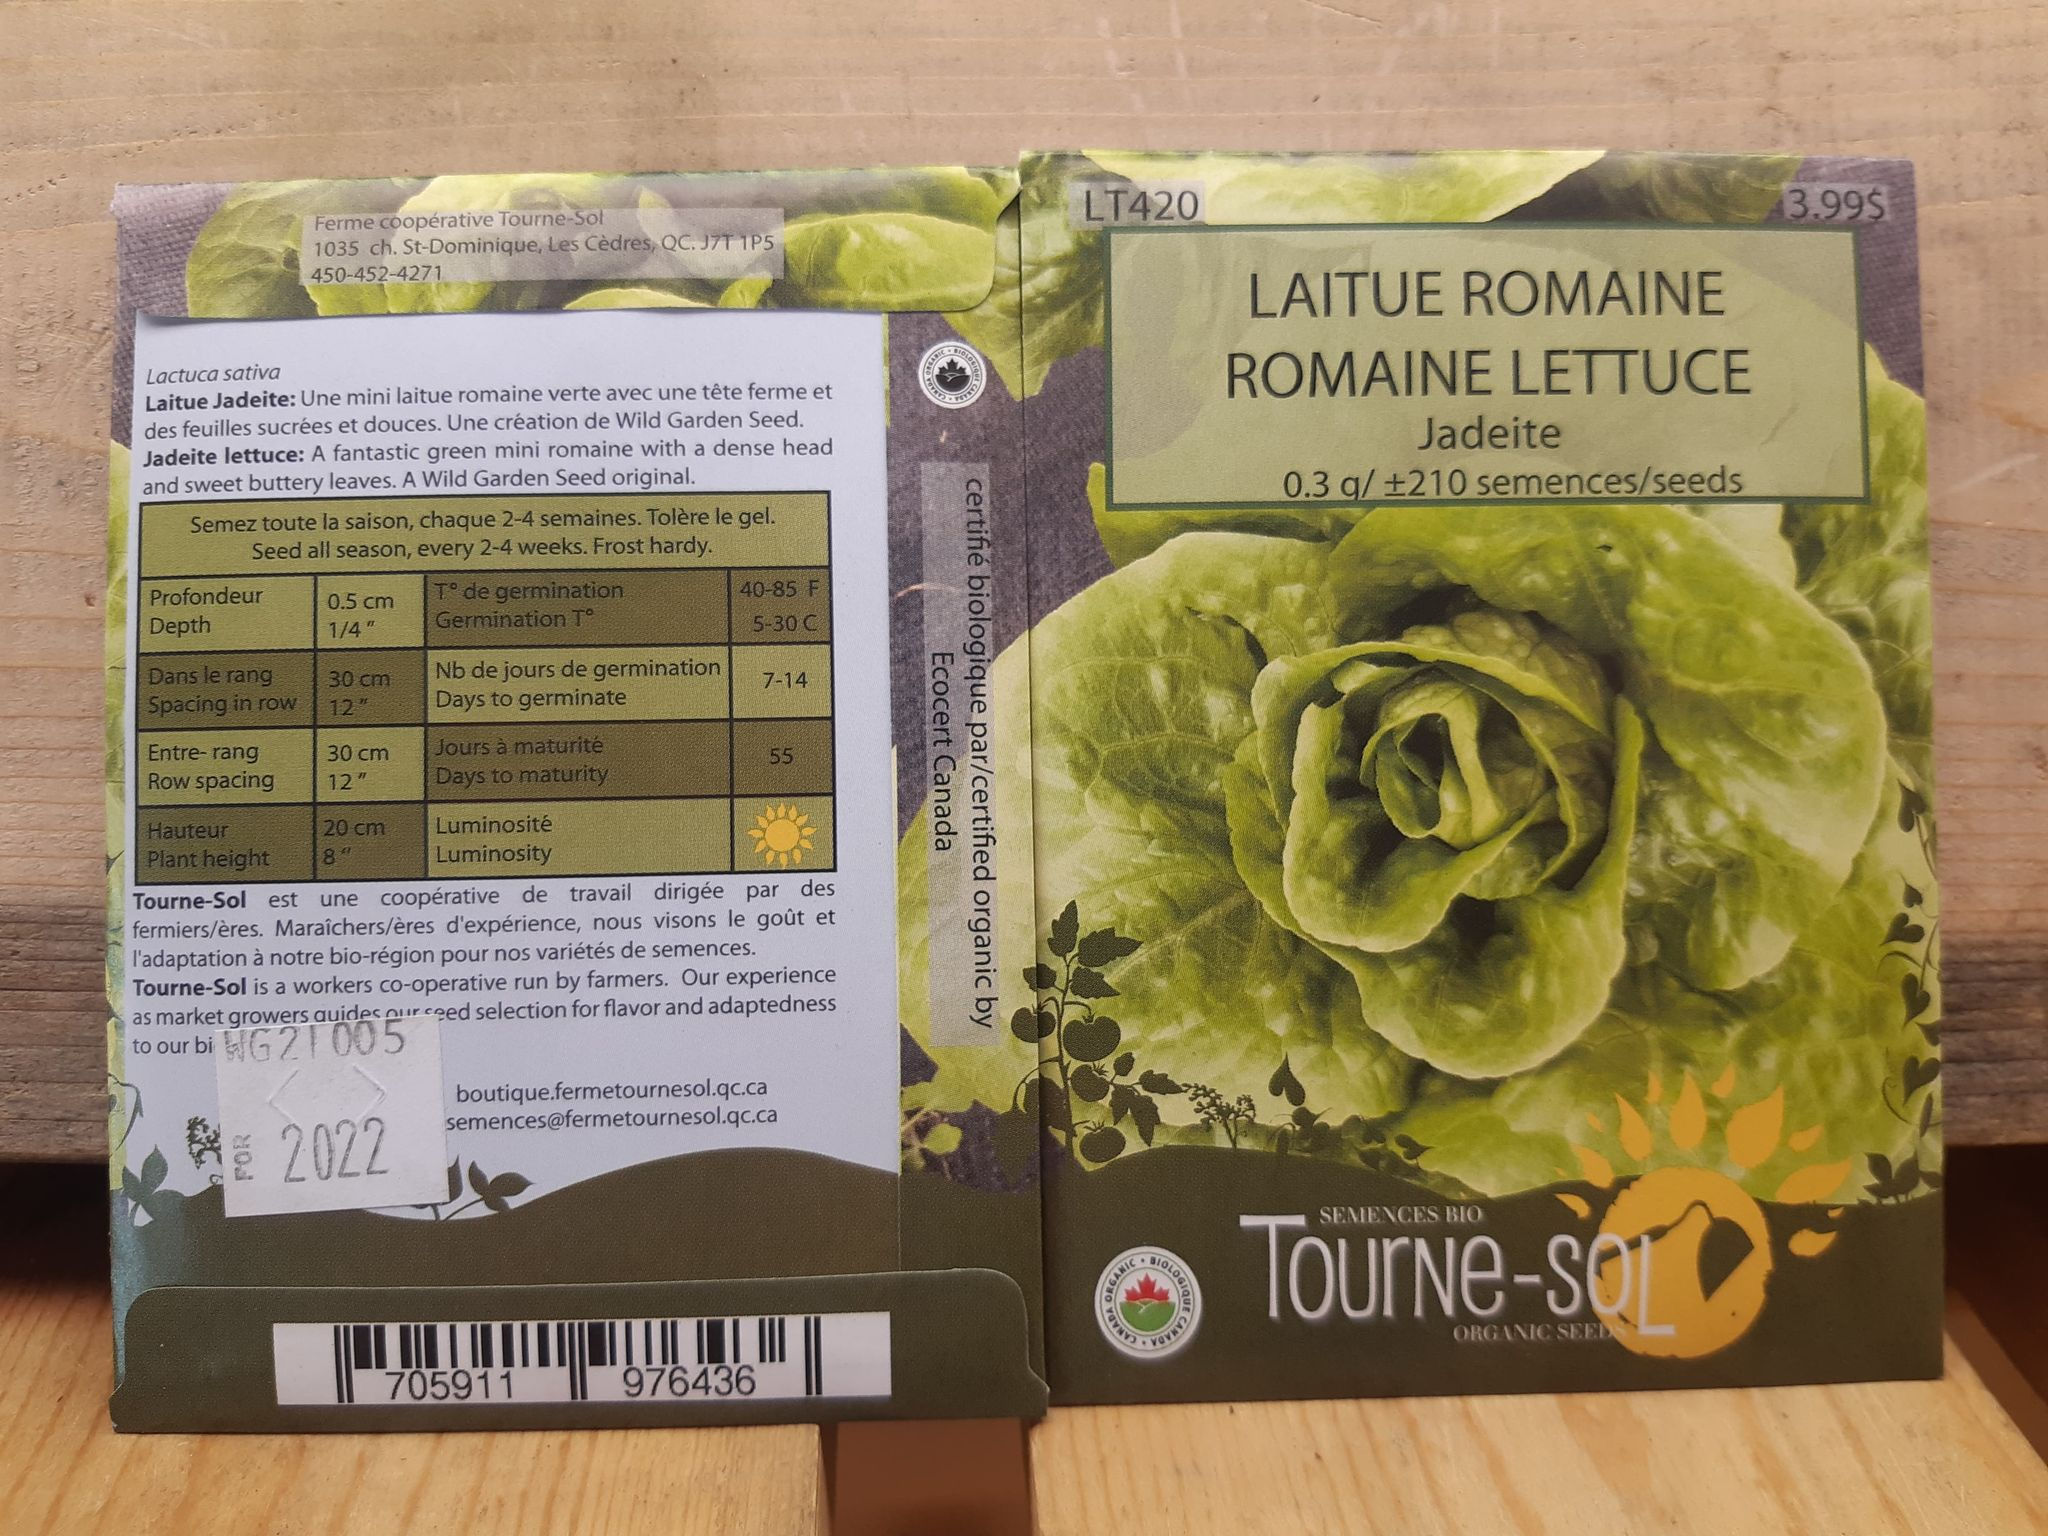 Ferme coopérative Tourne-Sol
1035 ch. St-Dominique, Les Cèdres, QC. J7T 1P5
450-452-4271
Lactuca sativa
Laitue Jadeite: Une mini laitue romaine verte avec une tête ferme et
des feuilles sucrées et douces. Une création de Wild Garden Seed.
Jadeite lettuce: A fantastic green mini romaine with a dense head
and sweet buttery leaves. A Wild Garden Seed original.
Semez toute la saison, chaque 2-4 semaines. Tolère le gel.
Seed all season, every 2-4 weeks. Frost hardy.
Profondeur 0.5 cm T° de germination 40-85 F
Depth 1/4 " Germination T° 5-30 C
Dans le rang 30 cm Nb de jours de germination 7-14
Spacing in row 12 " Days to germinate
Entre- rang 30 cm Jours à maturité 55
Row spacing 12 " Days to maturity
Hauteur 20 cm Luminosité
Plant height 8 " Luminosity
Tourne-Sol est une coopérative de travail dirigée par des
fermiers/ères. Maraîchers/ères d'expérience, nous visons le goût et
l'adaptation à notre bio-région pour nos variétés de semences.
Tourne-Sol is a workers co-operative run by farmers. Our experience
as market growers guides our seed selection for flavor and adaptedness
to our bi
WG21005
FOR 2022
boutique.fermetournesol.qc.ca
semences@fermetournesol.qc.ca
705911 976436
CANADA ORGANIC • BIOLOGIQUE CANADA •
certifié biologique par/certified organic by
Ecocert Canada
LT420 3.99$
LAITUE ROMAINE
ROMAINE LETTUCE
Jadeite
0.3 g/ ±210 semences/seeds
SEMENCES BIO
TOURNE-SOL
ORGANIC SEEDS
CANADA ORGANIC • BIOLOGIQUE CANADA •